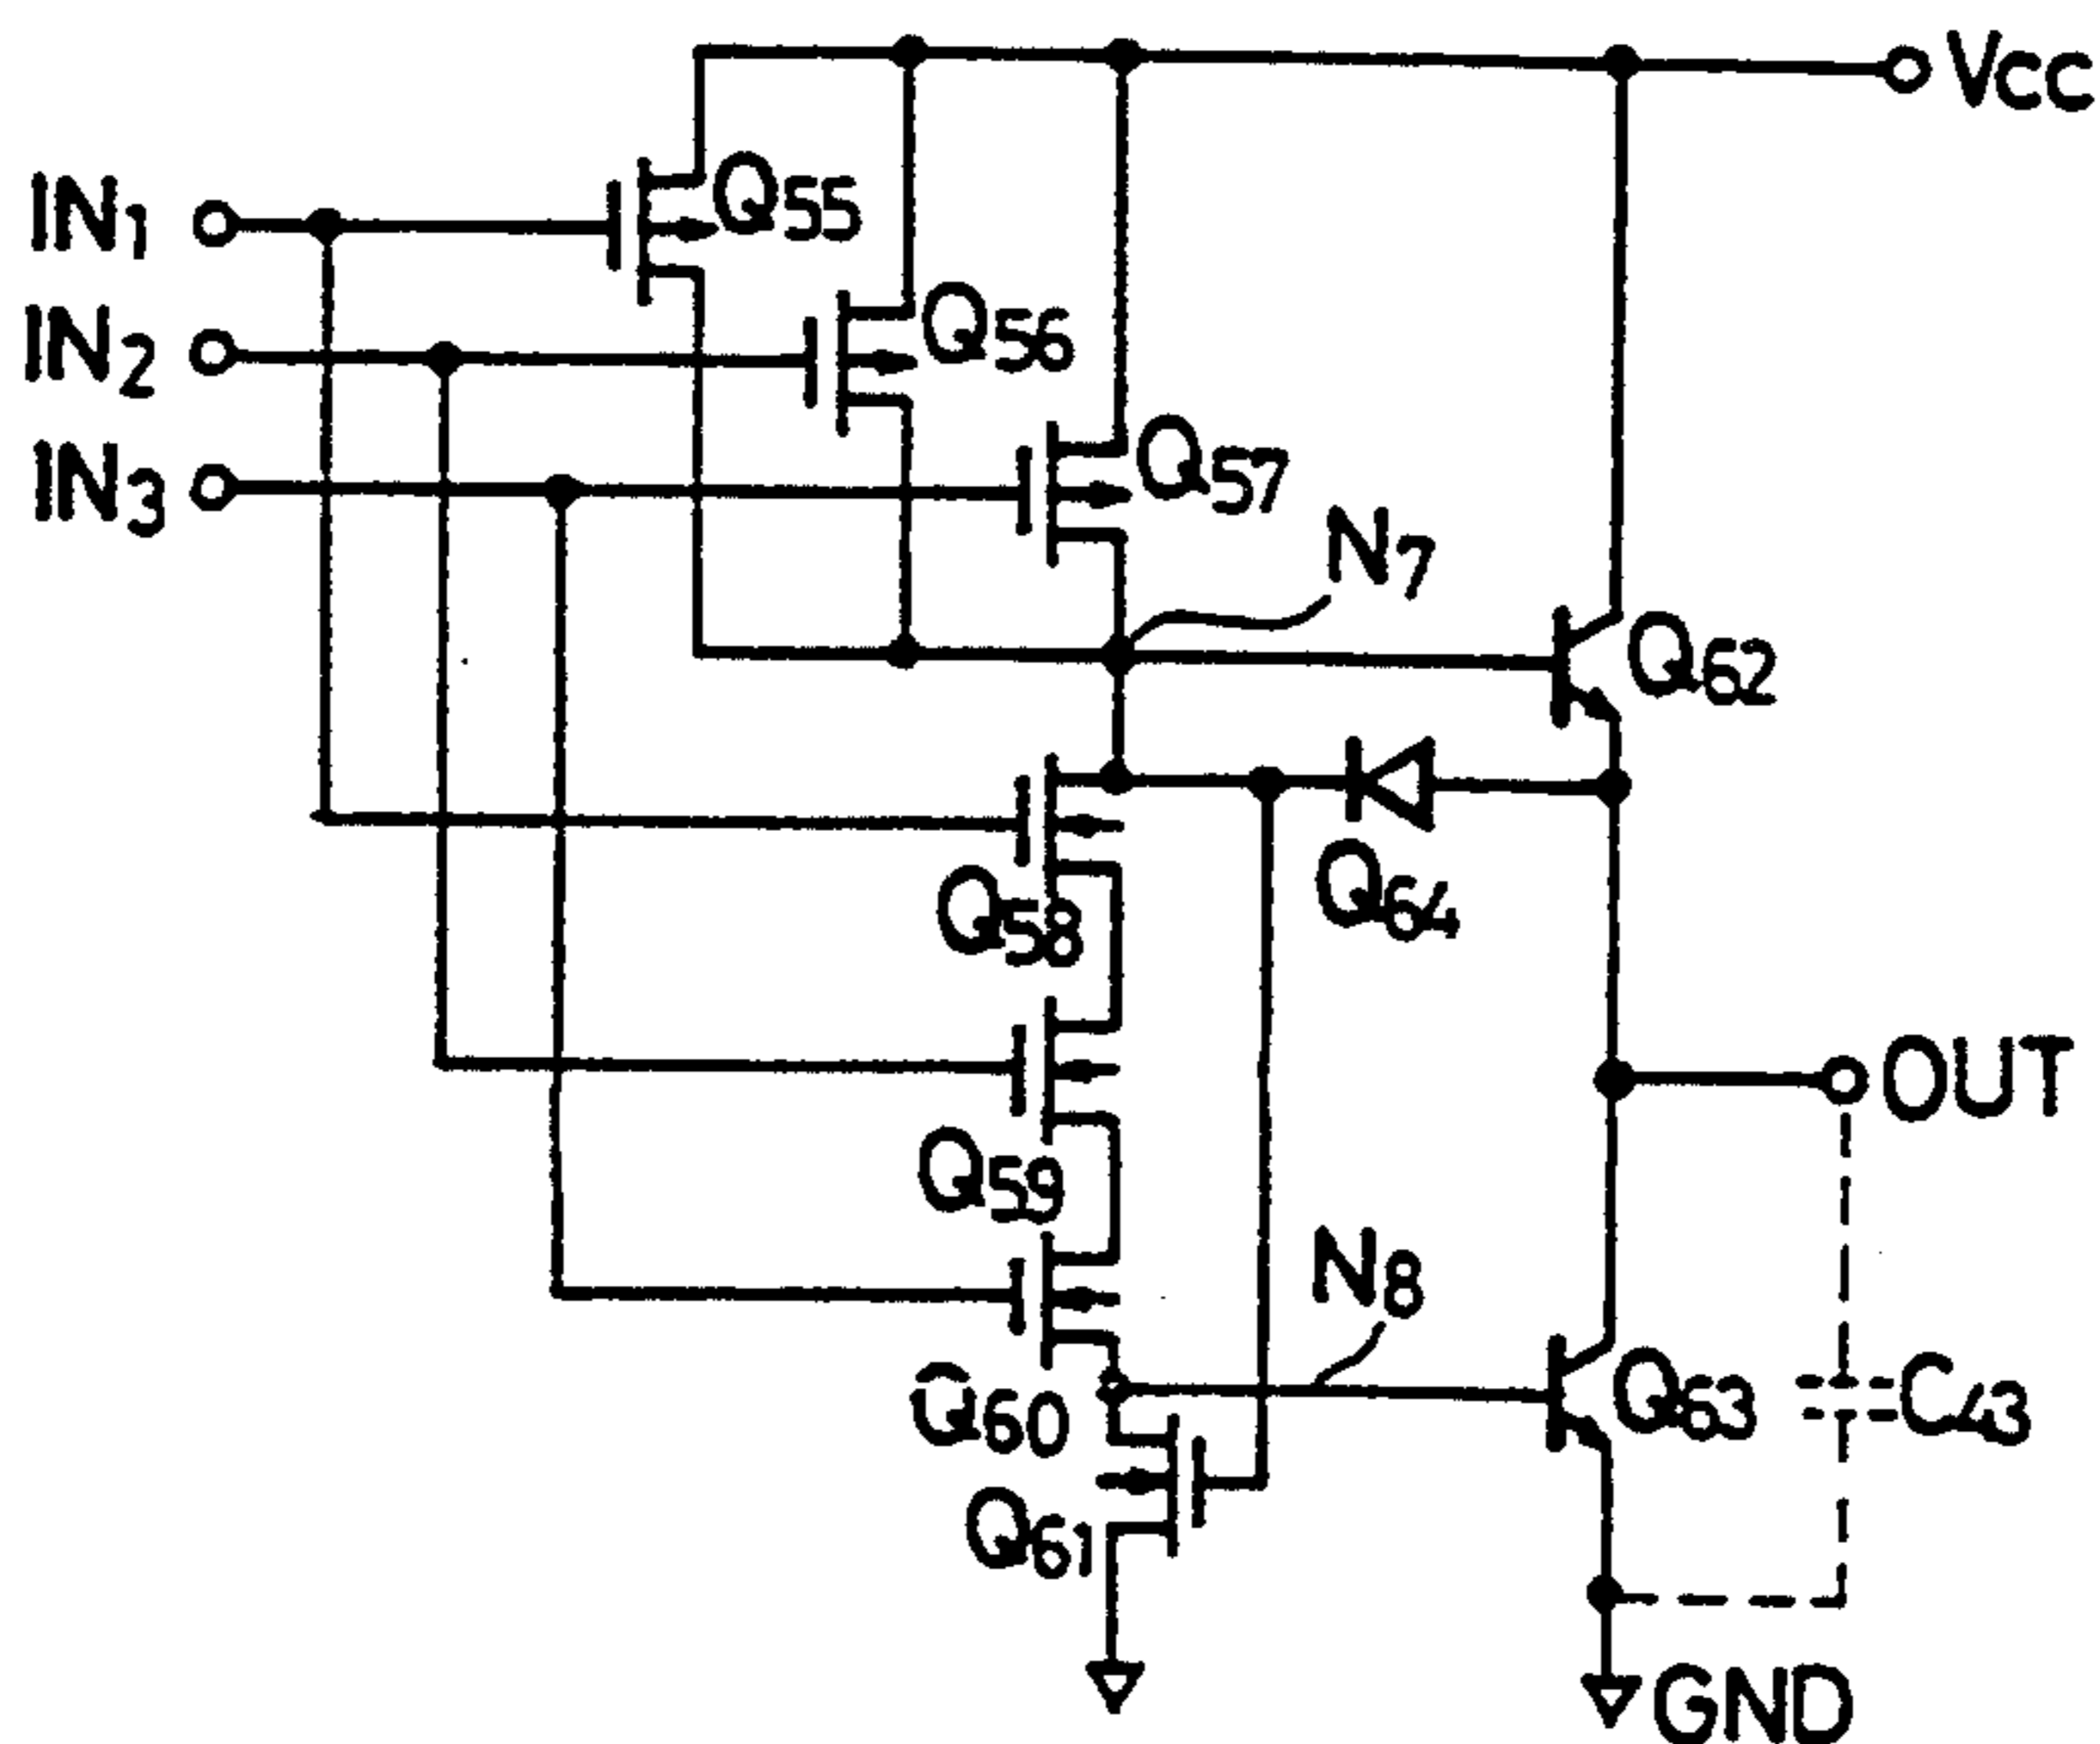 VCC
IN1
Q55
IN2
Q56
IN3
Q57
N7
Q62
Q64
Q58
OUT
Q59
N8
Q60
Q63
C43
Q61
GND